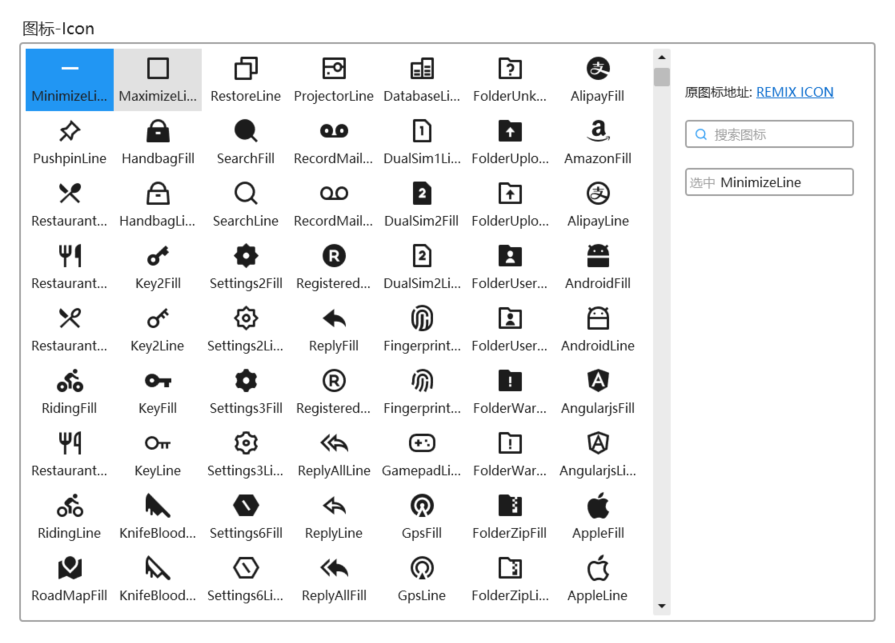 图标-Icon
MinimizeLi... MaximizeLi... RestoreLine ProjectorLine DatabaseLi... FolderUnk... AlipayFill
PushpinLine HandbagFill SearchFill RecordMail... DualSim1Li... FolderUplo... AmazonFill
Restaurant... HandbagLi... SearchLine RecordMail... DualSim2Fill FolderUplo... AlipayLine
Restaurant... Key2Fill Settings2Fill Registered... DualSim2Li... FolderUser... AndroidFill
Restaurant... Key2Line Settings2Li... ReplyFill Fingerprint... FolderUser... AndroidLine
RidingFill KeyFill Settings3Fill Registered... Fingerprint... FolderWar... AngularjsFill
Restaurant... KeyLine Settings3Li... ReplyAllLine GamepadLi... FolderWar... AngularjsLi...
RidingLine KnifeBlood... Settings6Fill ReplyLine GpsFill FolderZipFill AppleFill
RoadMapFill KnifeBlood... Settings6Li... ReplyAllFill GpsLine FolderZipLi... AppleLine
原图标地址: REMIX ICON
搜索图标
选中 MinimizeLine